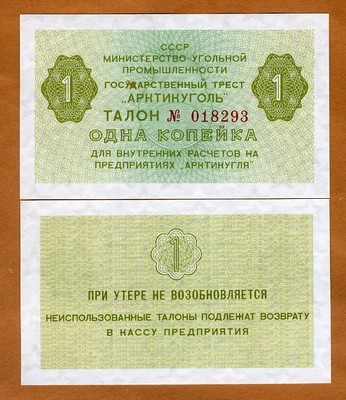 СССР
МИНИСТЕРСТВО УГОЛЬНОЙ
ПРОМЫШЛЕННОСТИ
ГОСУДАРСТВЕННЫЙ ТРЕСТ
„АРКТИКУГОЛЬ"
1 1
ТАЛОН № 018293
ОДНА КОПЕЙКА
ДЛЯ ВНУТРЕННИХ РАСЧЕТОВ НА
ПРЕДПРИЯТИЯХ „АРКТИКУГЛЯ"
1
ПРИ УТЕРЕ НЕ ВОЗОБНОВЛЯЕТСЯ
НЕИСПОЛЬЗОВАННЫЕ ТАЛОНЫ ПОДЛЕЖАТ ВОЗВРАТУ
В КАССУ ПРЕДПРИЯТИЯ